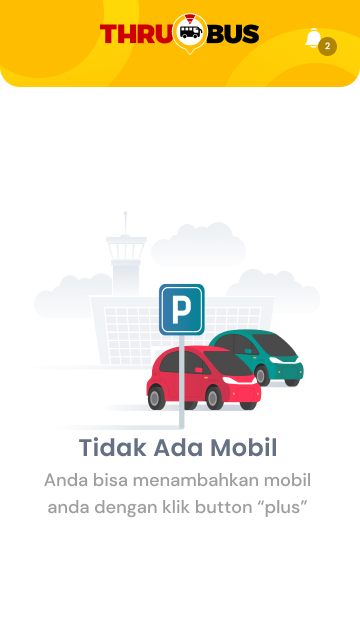 THRU BUS
2
P
Tidak Ada Mobil
Anda bisa menambahkan mobil
anda dengan klik button “plus”